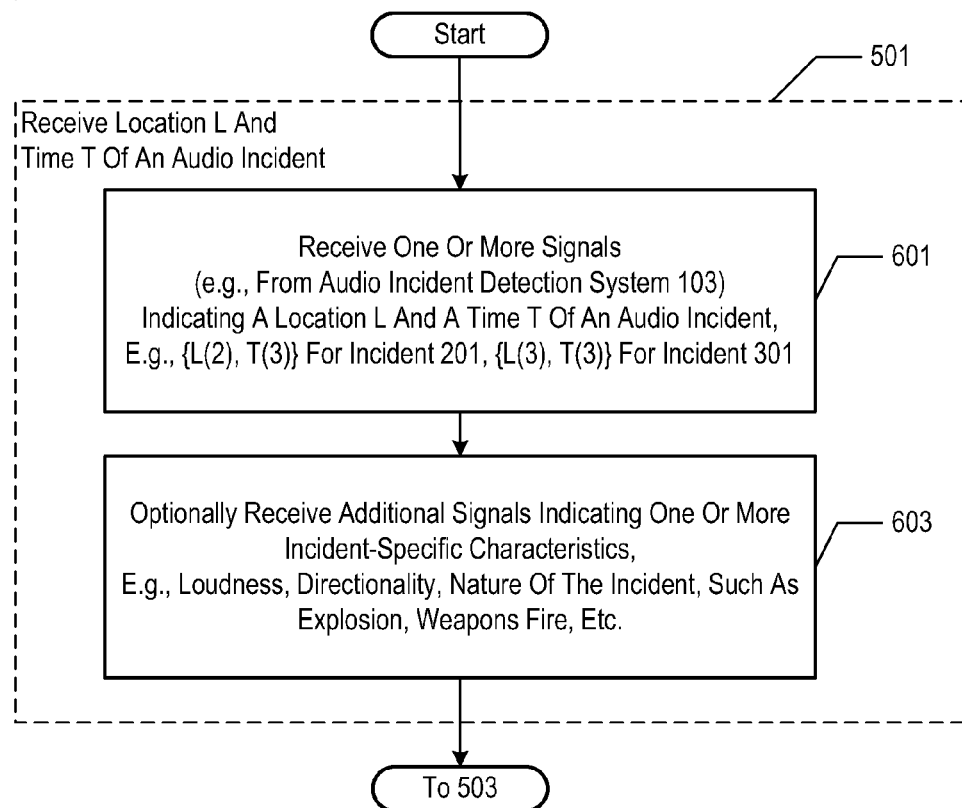 Start
501
Receive Location L And
Time T Of An Audio Incident
Receive One Or More Signals
(e.g., From Audio Incident Detection System 103)
Indicating A Location L And A Time T Of An Audio Incident,
E.g., {L(2), T(3)} For Incident 201, {L(3), T(3)} For Incident 301
601
Optionally Receive Additional Signals Indicating One Or More
Incident-Specific Characteristics,
E.g., Loudness, Directionality, Nature Of The Incident, Such As
Explosion, Weapons Fire, Etc.
603
To 503